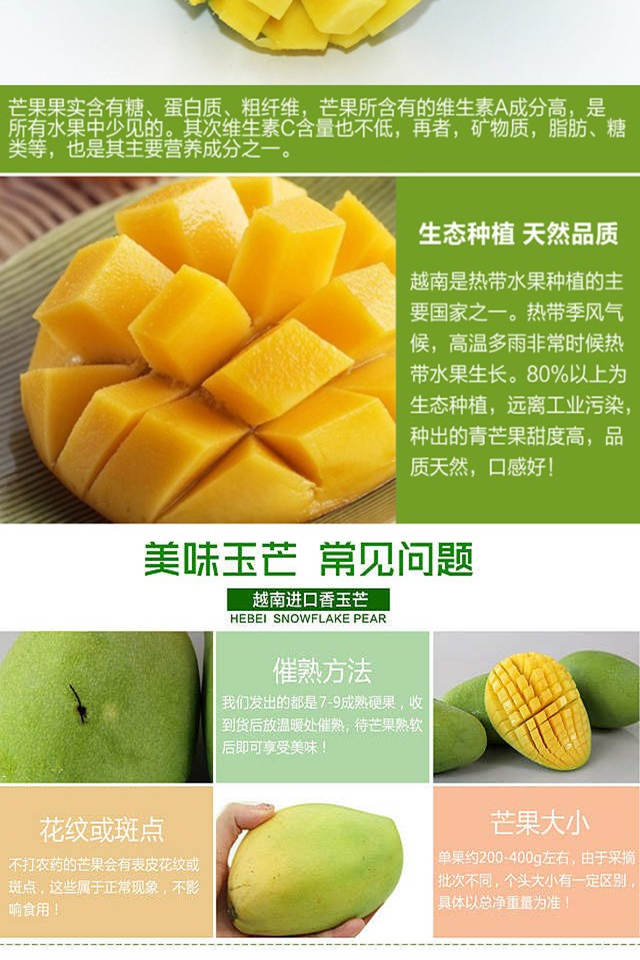 芒果果实含有糖、蛋白质、粗纤维，芒果所含有的维生素A成分高，是
所有水果中少见的。其次维生素C含量也不低，再者，矿物质，脂肪、糖
类等，也是其主要营养成分之一。
生态种植 天然品质
越南是热带水果种植的主
要国家之一。热带季风气
候，高温多雨非常时候热
带水果生长。80%以上为
生态种植，远离工业污染，
种出的青芒果甜度高，品
质天然，口感好！
美味玉芒 常见问题
越南进口香玉芒
HEBEI SNOWFLAKE PEAR
催熟方法
我们发出的都是7-9成熟硬果，收
到货后放温暖处催熟，待芒果熟软
后即可享受美味！
花纹或斑点
不打农药的芒果会有表皮花纹或
斑点，这些属于正常现象，不影
响食用！
芒果大小
单果约200-400g左右，由于采摘
批次不同，个头大小有一定区别，
具体以总净重量为准！